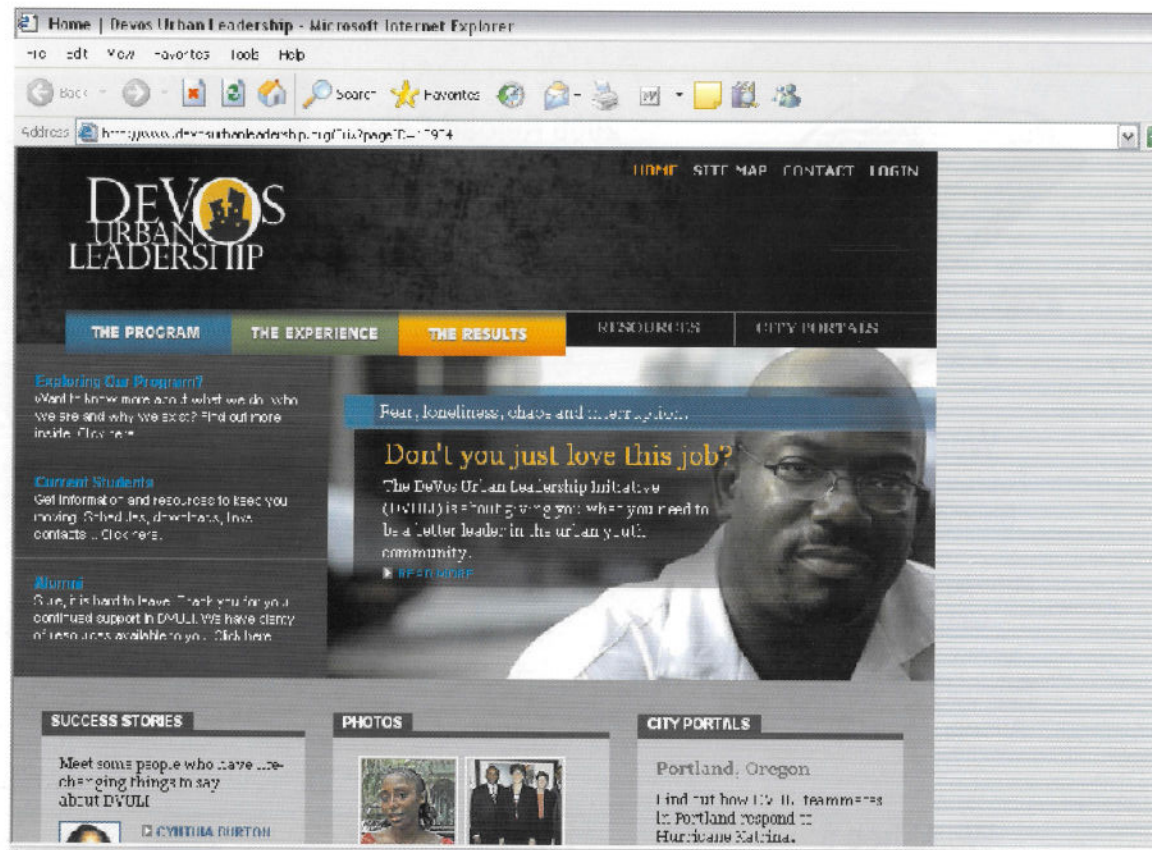 Home | Devos Urban Leadership - Microsoft Internet Explorer
Edit View Favorites Tools Help
Back Search Favorites
Address
HOME SITE MAP CONTACT LOGIN
DEVOS
URBAN
LEADERSHIP
THE PROGRAM THE EXPERIENCE THE RESULTS RESOURCES CITY PORTALS
Exploring Our Program?
Want to know more about what we do, who
we are and why we exist? Find out more
inside. Click here
Current Students
Get information and resources to keep you
moving. Schedules, downloads,
contacts... Click here.
Alumni
Sure, it is hard to leave. Thank you for your
continued support in DVULI. We have plenty
of resources available to you. Click here
Fear, loneliness, chaos and interruption.
Don't you just love this job?
The DeVos Urban Leadership Initiative
(DVULI) is about giving you what you need to
be a better leader in the urban youth
community.
READ MORE
SUCCESS STORIES
Meet some people who have life-
changing things to say
about DVULI
CYNTHIA BURTON
PHOTOS
CITY PORTALS
Portland, Oregon
Find out how DVULI teammates
in Portland respond to
Hurricane Katrina.